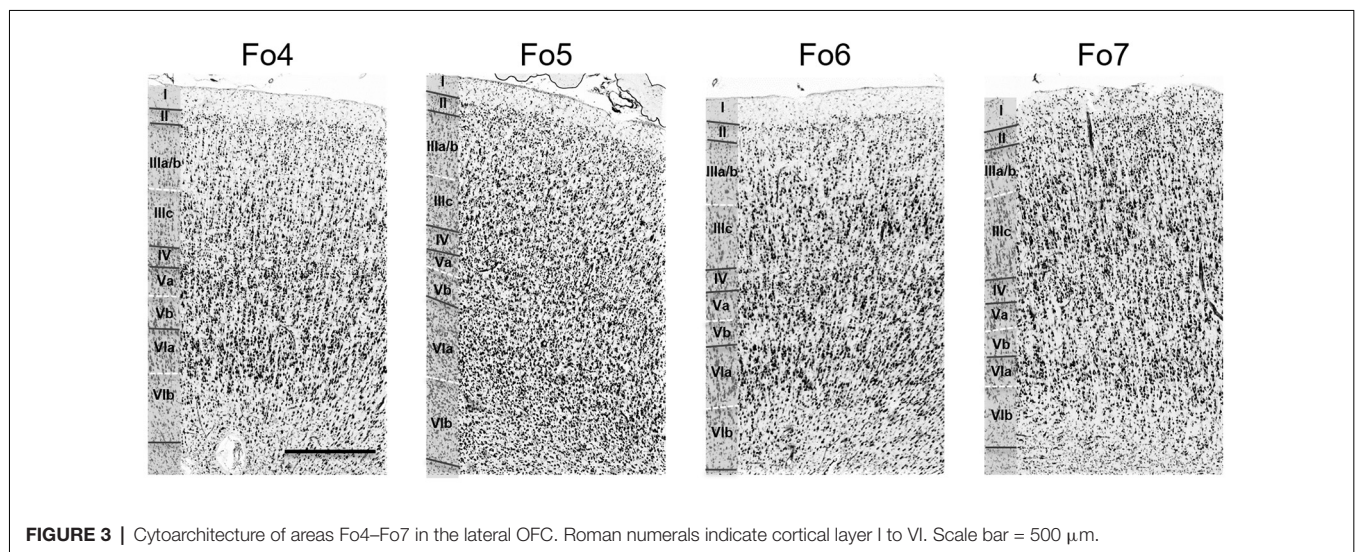 Fo4 Fo5 Fo6 Fo7
I
II
IIIa/b
IIIc
IV
Va
Vb
VIa
VIb
I
II
IIIa/b
IIIc
IV
Va
Vb
VIa
VIb
I
II
IIIa/b
IIIc
IV
Va
Vb
VIa
VIb
I
II
IIIa/b
IIIc
IV
Va
Vb
VIa
VIb
FIGURE 3 | Cytoarchitecture of areas Fo4–Fo7 in the lateral OFC. Roman numerals indicate cortical layer I to VI. Scale bar = 500 μm.